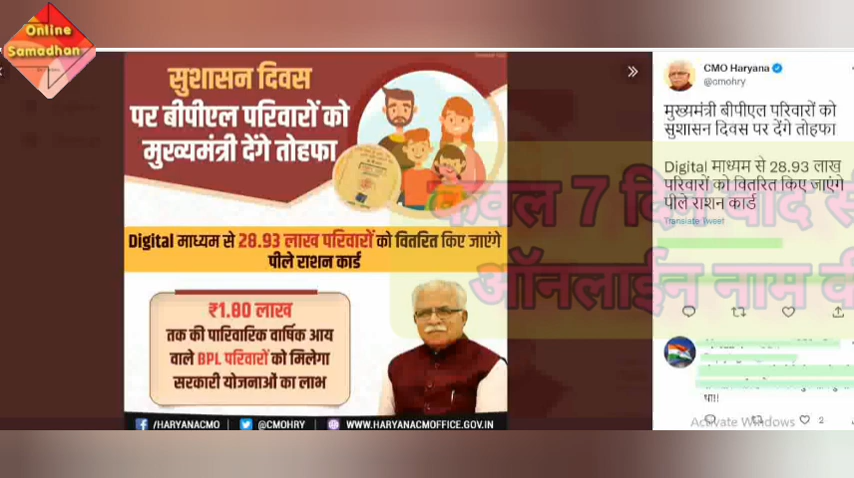 Online
Samadhan
सुशासन दिवस
पर बीपीएल परिवारों को
मुख्यमंत्री देंगे तोहफा
Digital माध्यम से 28.93 लाख परिवारों को वितरित किए जाएंगे
पीले राशन कार्ड
₹1.80 लाख
तक की पारिवारिक वार्षिक आय
वाले BPL परिवारों को मिलेगा
सरकारी योजनाओं का लाभ
/HARYANACMO
@CMOHRY
WWW.HARYANACMOFFICE.GOV.IN
केवल 7 दिन बाद
ऑनलाईन नाम
CMO Haryana
@cmohry
मुख्यमंत्री बीपीएल परिवारों को
सुशासन दिवस पर देंगे तोहफा
Digital माध्यम से 28.93 लाख
परिवारों को वितरित किए जाएंगे
पीले राशन कार्ड
Translate Tweet
था!!
2
Activate Windows